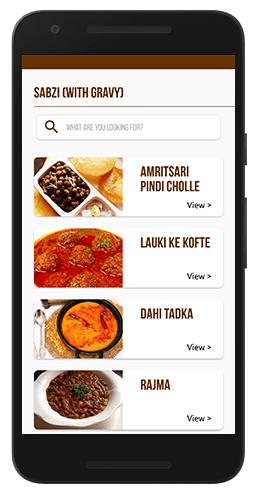 SABZI (WITH GRAVY)
WHAT ARE YOU LOOKING FOR?
AMRITSARI
PINDI CHOLLE
View >
LAUKI KE KOFTE
View >
DAHI TADKA
View >
RAJMA
View >